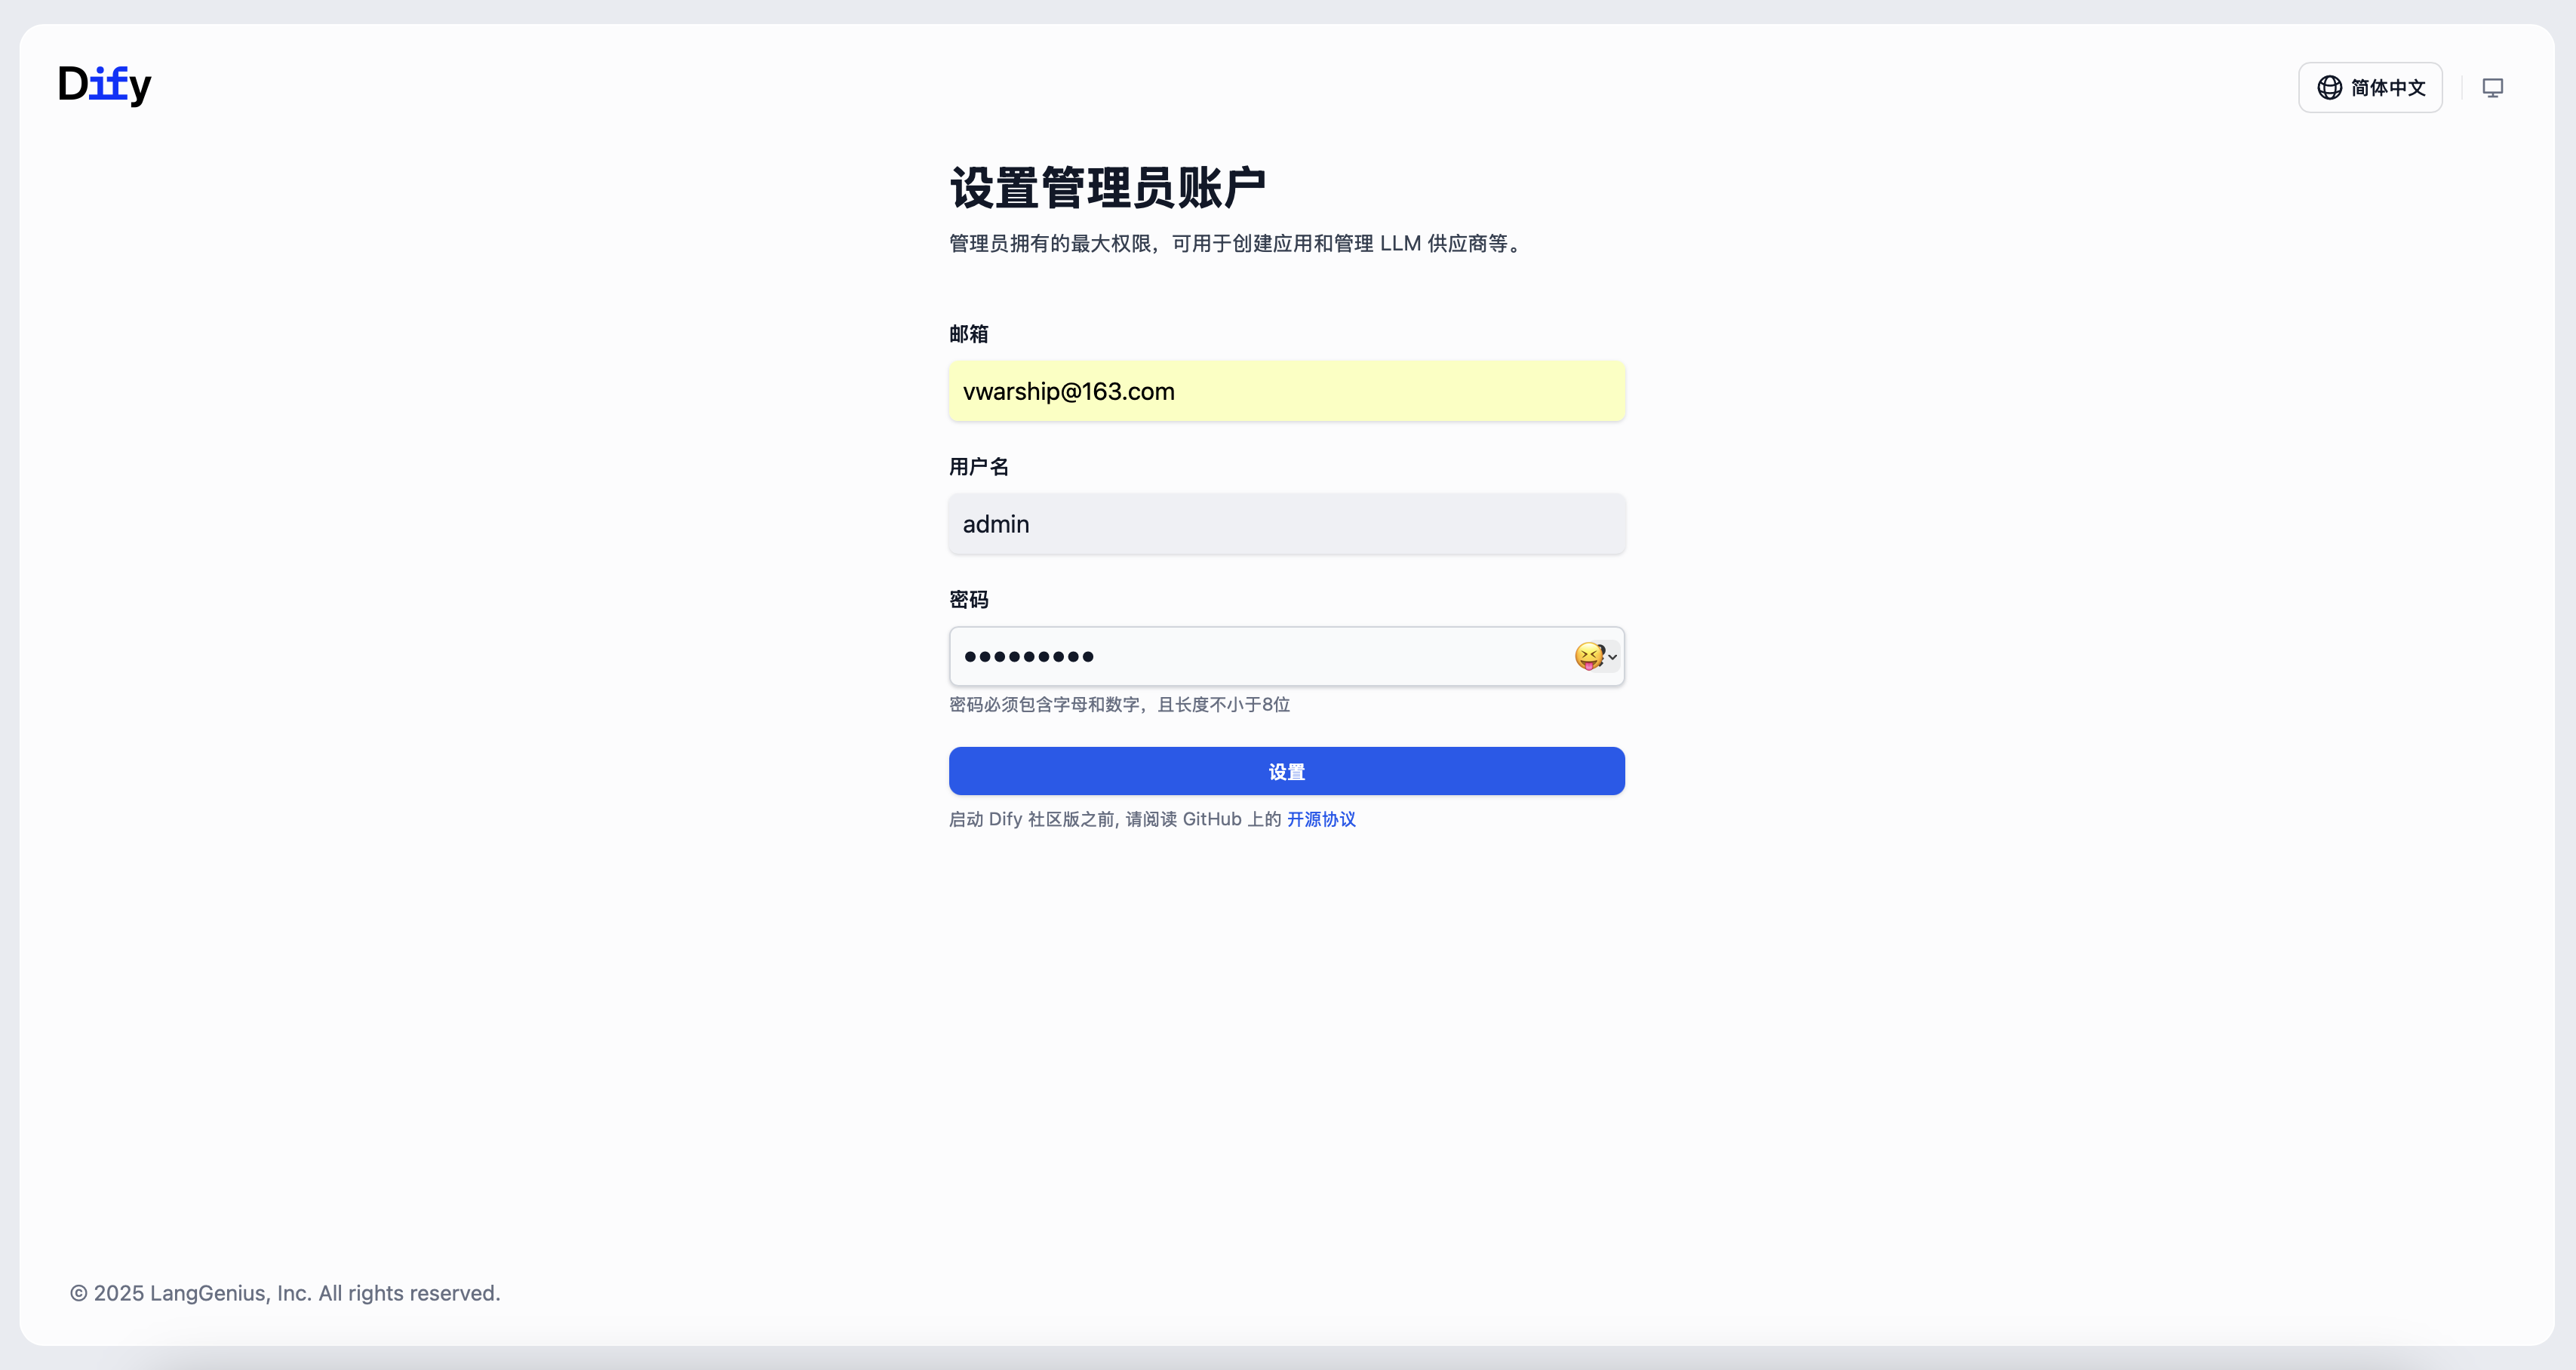 Dify
简体中文
设置管理员账户
管理员拥有的最大权限，可用于创建应用和管理 LLM 供应商等。
邮箱
vwarship@163.com
用户名
admin
密码
•••••••••
密码必须包含字母和数字，且长度不小于8位
设置
启动 Dify 社区版之前, 请阅读 GitHub 上的 开源协议
© 2025 LangGenius, Inc. All rights reserved.